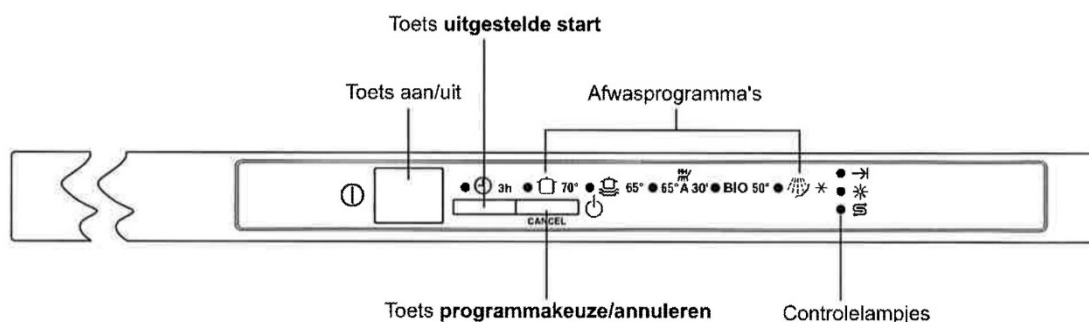 Toets uitgestelde start
Toets aan/uit
Afwasprogramma's
3h 70° 65° 65°A 30' BIO 50°
CANCEL
Toets programmakeuze/annuleren
Controlelampjes